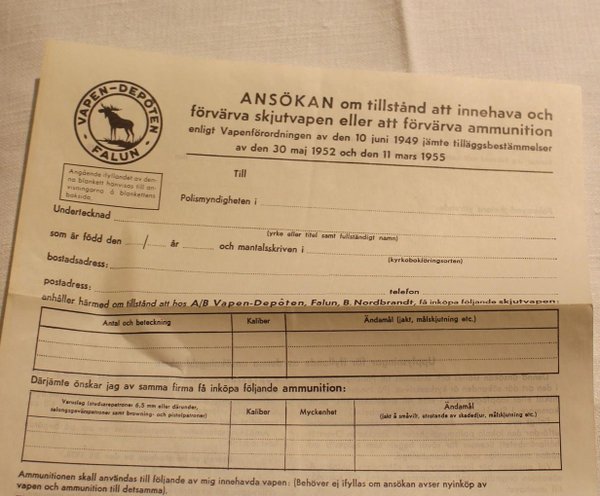 VAPEN-DEPÔTEN
FALUN
ANSÖKAN om tillstånd att innehava och
förvärva skjutvapen eller att förvärva ammunition
enligt Vapenförordningen av den 10 juni 1949 jämte tilläggsbestämmelser
av den 30 maj 1952 och den 11 mars 1955
Angående ifyllandet av den-
na blankett hänvisas till an-
visningarna å blankettens
baksida.
Till
Polismyndigheten i
Undertecknad
(yrke eller titel samt fullständigt namn)
som är född den / år och mantalsskriven i
(kyrkobokföringsorten)
bostadsadress:
postadress: telefon
anhåller härmed om tillstånd att hos A/B Vapen-Depôten, Falun, B. Nordbrandt, få inköpa följande skjutvapen:
Antal och beteckning Kaliber Ändamål (jakt, målskjutning etc.)
Därjämte önskar jag av samma firma få inköpa följande ammunition:
Varuslag (studsarepatroner 6,5 mm eller därunder,
salongsgevärspatroner samt browning- och pistolpatroner)
Kaliber Myckenhet
Ändamål
(jakt å småvilt, utrotande av skadedjur, målskjutning etc.)
Ammunitionen skall användas till följande av mig innehavda vapen: (Behöver ej ifyllas om ansökan avser nyinköp av
vapen och ammunition till detsamma).